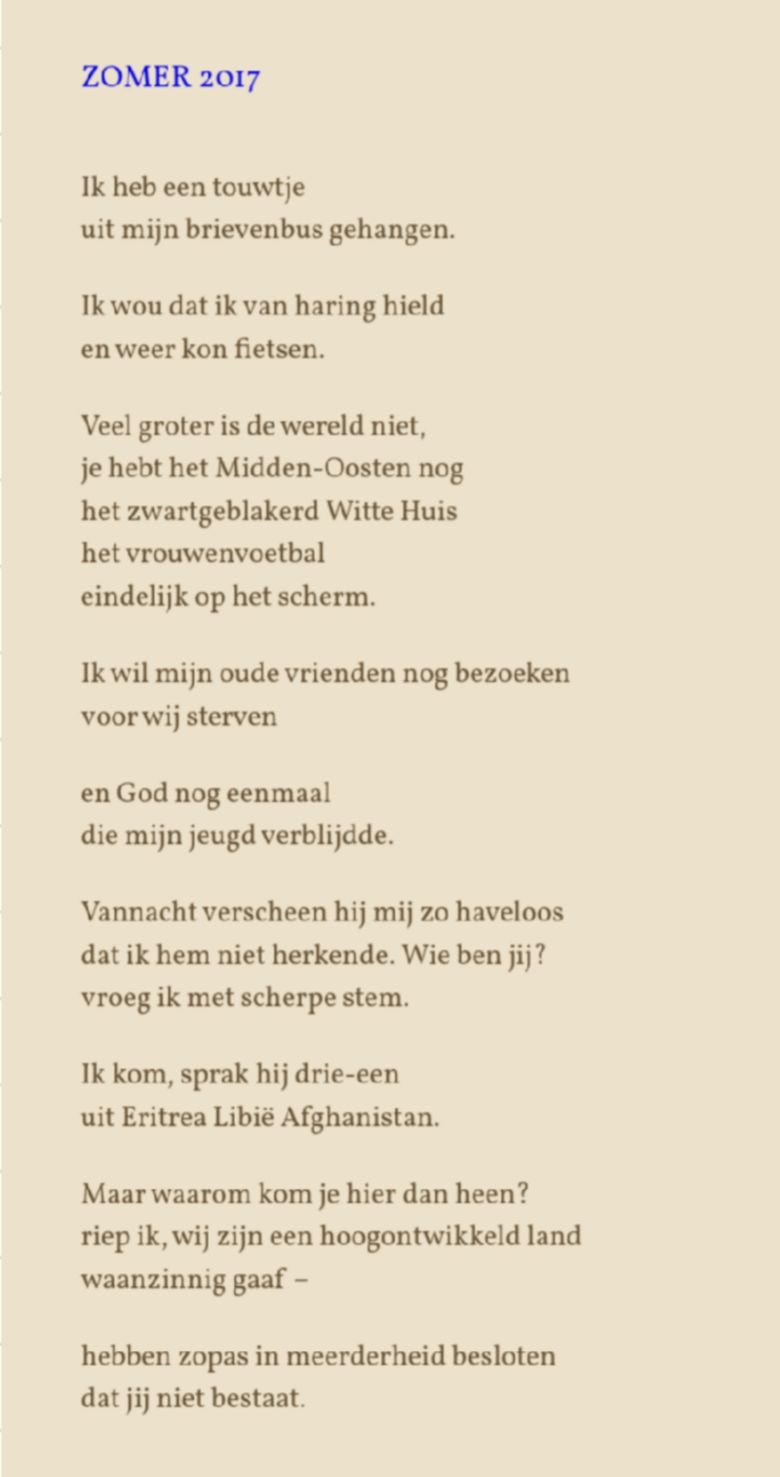 ZOMER 2017
Ik heb een touwtje
uit mijn brievenbus gehangen.
Ik wou dat ik van haring hield
en weer kon fietsen.
Veel groter is de wereld niet,
je hebt het Midden-Oosten nog
het zwartgeblakerd Witte Huis
het vrouwenvoetbal
eindelijk op het scherm.
Ik wil mijn oude vrienden nog bezoeken
voor wij sterven
en God nog eenmaal
die mijn jeugd verblijdde.
Vannacht verscheen hij mij zo haveloos
dat ik hem niet herkende. Wie ben jij?
vroeg ik met scherpe stem.
Ik kom, sprak hij drie-een
uit Eritrea Libië Afghanistan.
Maar waarom kom je hier dan heen?
riep ik, wij zijn een hoogontwikkeld land
waanzinnig gaaf –
hebben zopas in meerderheid besloten
dat jij niet bestaat.